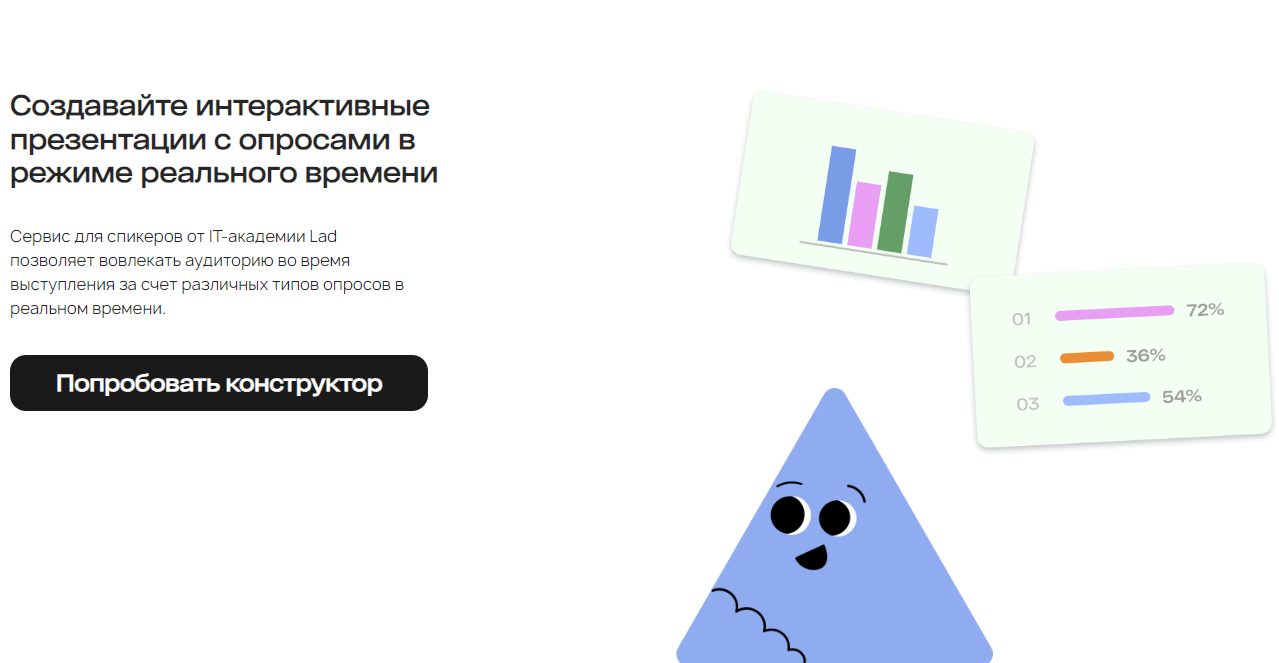 Создавайте интерактивные
презентации с опросами в
режиме реального времени
Сервис для спикеров от IT-академии Lad
позволяет вовлекать аудиторию во время
выступления за счет различных типов опросов в
реальном времени.
Попробовать конструктор
01 72%
02 36%
03 54%